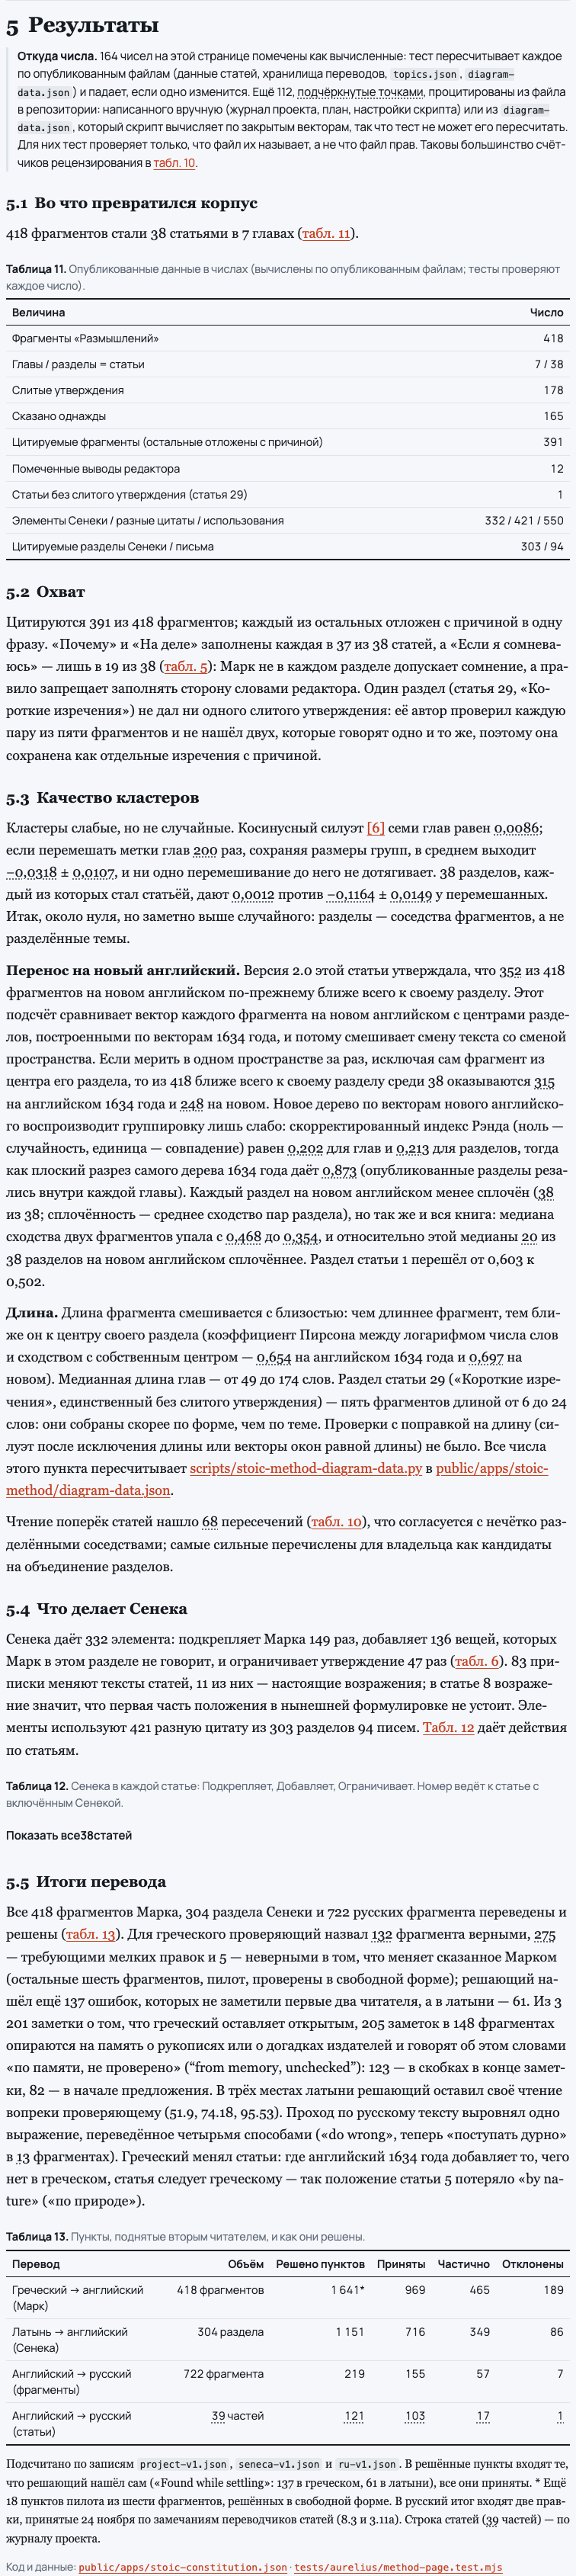 5 Результаты
Откуда числа. 164 чисел на этой странице помечены как вычисленные: тест пересчитывает каждое
по опубликованным файлам (данные статей, хранилища переводов, topics.json, diagram-
data.json) и падает, если одно изменится. Ещё 112, подчёркнутые точками, процитированы из файла
в репозитории: написанного вручную (журнал проекта, план, настройки скрипта) или из diagram-
data.json, который скрипт вычисляет по закрытым векторам, так что тест не может его пересчитать.
Для них тест проверяет только, что файл их называет, а не что файл прав. Таковы большинство счёт-
чиков рецензирования в табл. 10.
5.1 Во что превратился корпус
418 фрагментов стали 38 статьями в 7 главах (табл. 11).
Таблица 11. Опубликованные данные в числах (вычислены по опубликованным файлам; тесты проверяют
каждое число).
Величина Число
Фрагменты «Размышлений» 418
Главы / разделы = статьи 7 / 38
Слитые утверждения 178
Сказано однажды 165
Цитируемые фрагменты (остальные отложены с причиной) 391
Помеченные выводы редактора 12
Статьи без слитого утверждения (статья 29) 1
Элементы Сенеки / разные цитаты / использования 332 / 421 / 550
Цитируемые разделы Сенеки / письма 303 / 94
5.2 Охват
Цитируются 391 из 418 фрагментов; каждый из остальных отложен с причиной в одну
фразу. «Почему» и «На деле» заполнены каждая в 37 из 38 статей, а «Если я сомнева-
юсь» — лишь в 19 из 38 (табл. 5): Марк не в каждом разделе допускает сомнение, а пра-
вило запрещает заполнять сторону словами редактора. Один раздел (статья 29, «Ко-
роткие изречения») не дал ни одного слитого утверждения: её автор проверил каждую
пару из пяти фрагментов и не нашёл двух, которые говорят одно и то же, поэтому она
сохранена как отдельные изречения с причиной.
5.3 Качество кластеров
Кластеры слабые, но не случайные. Косинусный силуэт [6] семи глав равен 0,0086;
если перемешать метки глав 200 раз, сохраняя размеры групп, в среднем выходит
−0,0318 ± 0,0107, и ни одно перемешивание до него не дотягивает. 38 разделов, каж-
дый из которых стал статьёй, дают 0,0012 против −0,1164 ± 0,0149 у перемешанных.
Итак, около нуля, но заметно выше случайного: разделы — соседства фрагментов, а не
разделённые темы.
Перенос на новый английский. Версия 2.0 этой статьи утверждала, что 352 из 418
фрагментов на новом английском по-прежнему ближе всего к своему разделу. Этот
подсчёт сравнивает вектор каждого фрагмента на новом английском с центрами разде-
лов, построенными по векторам 1634 года, и потому смешивает смену текста со сменой
пространства. Если мерить в одном пространстве за раз, исключая сам фрагмент из
центра его раздела, то из 418 ближе всего к своему разделу среди 38 оказываются 315
на английском 1634 года и 248 на новом. Новое дерево по векторам нового английско-
го воспроизводит группировку лишь слабо: скорректированный индекс Рэнда (ноль —
случайность, единица — совпадение) равен 0,202 для глав и 0,213 для разделов, тогда
как плоский разрез самого дерева 1634 года даёт 0,873 (опубликованные разделы реза-
лись внутри каждой главы). Каждый раздел на новом английском менее сплочён (38
из 38; сплочённость — среднее сходство пар раздела), но так же и вся книга: медиана
сходства двух фрагментов упала с 0,468 до 0,354, и относительно этой медианы 20 из
38 разделов на новом английском сплочённее. Раздел статьи 1 перешёл от 0,603 к
0,502.
Длина. Длина фрагмента смешивается с близостью: чем длиннее фрагмент, тем бли-
же он к центру своего раздела (коэффициент Пирсона между логарифмом числа слов
и сходством с собственным центром — 0,654 на английском 1634 года и 0,697 на
новом). Медианная длина глав — от 49 до 174 слов. Раздел статьи 29 («Короткие изре-
чения», единственный без слитого утверждения) — пять фрагментов длиной от 6 до 24
слов: они собраны скорее по форме, чем по теме. Проверки с поправкой на длину (си-
луэт после исключения длины или векторы окон равной длины) не было. Все числа
этого пункта пересчитывает scripts/stoic-method-diagram-data.py в public/apps/stoic-
method/diagram-data.json.
Чтение поперёк статей нашло 68 пересечений (табл. 10), что согласуется с нечётко раз-
делёнными соседствами; самые сильные перечислены для владельца как кандидаты
на объединение разделов.
5.4 Что делает Сенека
Сенека даёт 332 элемента: подкрепляет Марка 149 раз, добавляет 136 вещей, которых
Марк в этом разделе не говорит, и ограничивает утверждение 47 раз (табл. 6). 83 при-
писки меняют тексты статей, 11 из них — настоящие возражения; в статье 8 возраже-
ние значит, что первая часть положения в нынешней формулировке не устоит. Эле-
менты используют 421 разную цитату из 303 разделов 94 писем. Табл. 12 даёт действия
по статьям.
Таблица 12. Сенека в каждой статье: Подкрепляет, Добавляет, Ограничивает. Номер ведёт к статье с
включённым Сенекой.
Показать все38статей
5.5 Итоги перевода
Все 418 фрагментов Марка, 304 раздела Сенеки и 722 русских фрагмента переведены и
решены (табл. 13). Для греческого проверяющий назвал 132 фрагмента верными, 275
— требующими мелких правок и 5 — неверными в том, что меняет сказанное Марком
(остальные шесть фрагментов, пилот, проверены в свободной форме); решающий на-
шёл ещё 137 ошибок, которых не заметили первые два читателя, а в латыни — 61. Из 3
201 заметки о том, что греческий оставляет открытым, 205 заметок в 148 фрагментах
опираются на память о рукописях или о догадках издателей и говорят об этом словами
«по памяти, не проверено» (“from memory, unchecked”): 123 — в скобках в конце замет-
ки, 82 — в начале предложения. В трёх местах латыни решающий оставил своё чтение
вопреки проверяющему (51.9, 74.18, 95.53). Проход по русскому тексту выровнял одно
выражение, переведённое четырьмя способами («do wrong», теперь «поступать дурно»
в 13 фрагментах). Греческий менял статьи: где английский 1634 года добавляет то, чего
нет в греческом, статья следует греческому — так положение статьи 5 потеряло «by na-
ture» («по природе»).
Таблица 13. Пункты, поднятые вторым читателем, и как они решены.
Перевод Объём Решено пунктов Приняты Частично Отклонены
Греческий → английский 418 фрагментов 1 641* 969 465 189
(Марк)
Латынь → английский 304 раздела 1 151 716 349 86
(Сенека)
Английский → русский 722 фрагмента 219 155 57 7
(фрагменты)
Английский → русский 39 частей 121 103 17 1
(статьи)
Подсчитано по записям project-v1.json, seneca-v1.json и ru-v1.json. В решённые пункты входят те,
что решающий нашёл сам («Found while settling»: 137 в греческом, 61 в латыни), все они приняты. * Ещё
18 пунктов пилота из шести фрагментов, решённых в свободной форме. В русский итог входят две прав-
ки, принятые 24 ноября по замечаниям переводчиков статей (8.3 и 3.11a). Строка статей (39 частей) — по
журналу проекта.
Код и данные: public/apps/stoic-constitution.json · tests/aurelius/method-page.test.mjs